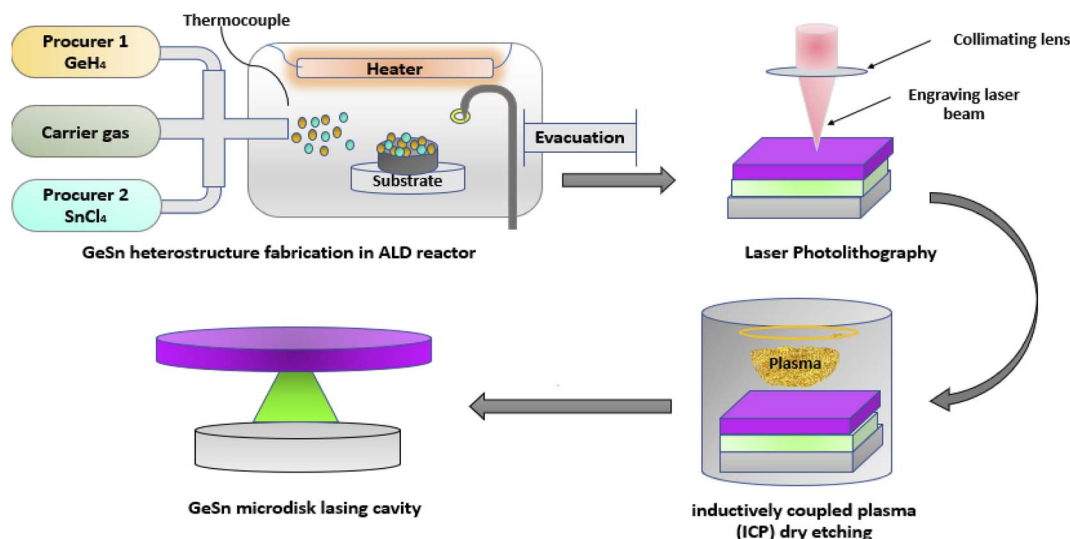 Thermocouple
Procurer 1
GeH₄
Carrier gas
Procurer 2
SnCl₄
Heater
Substrate
Evacuation
GeSn heterostructure fabrication in ALD reactor
Collimating lens
Engraving laser
beam
Laser Photolithography
Plasma
inductively coupled plasma
(ICP) dry etching
GeSn microdisk lasing cavity